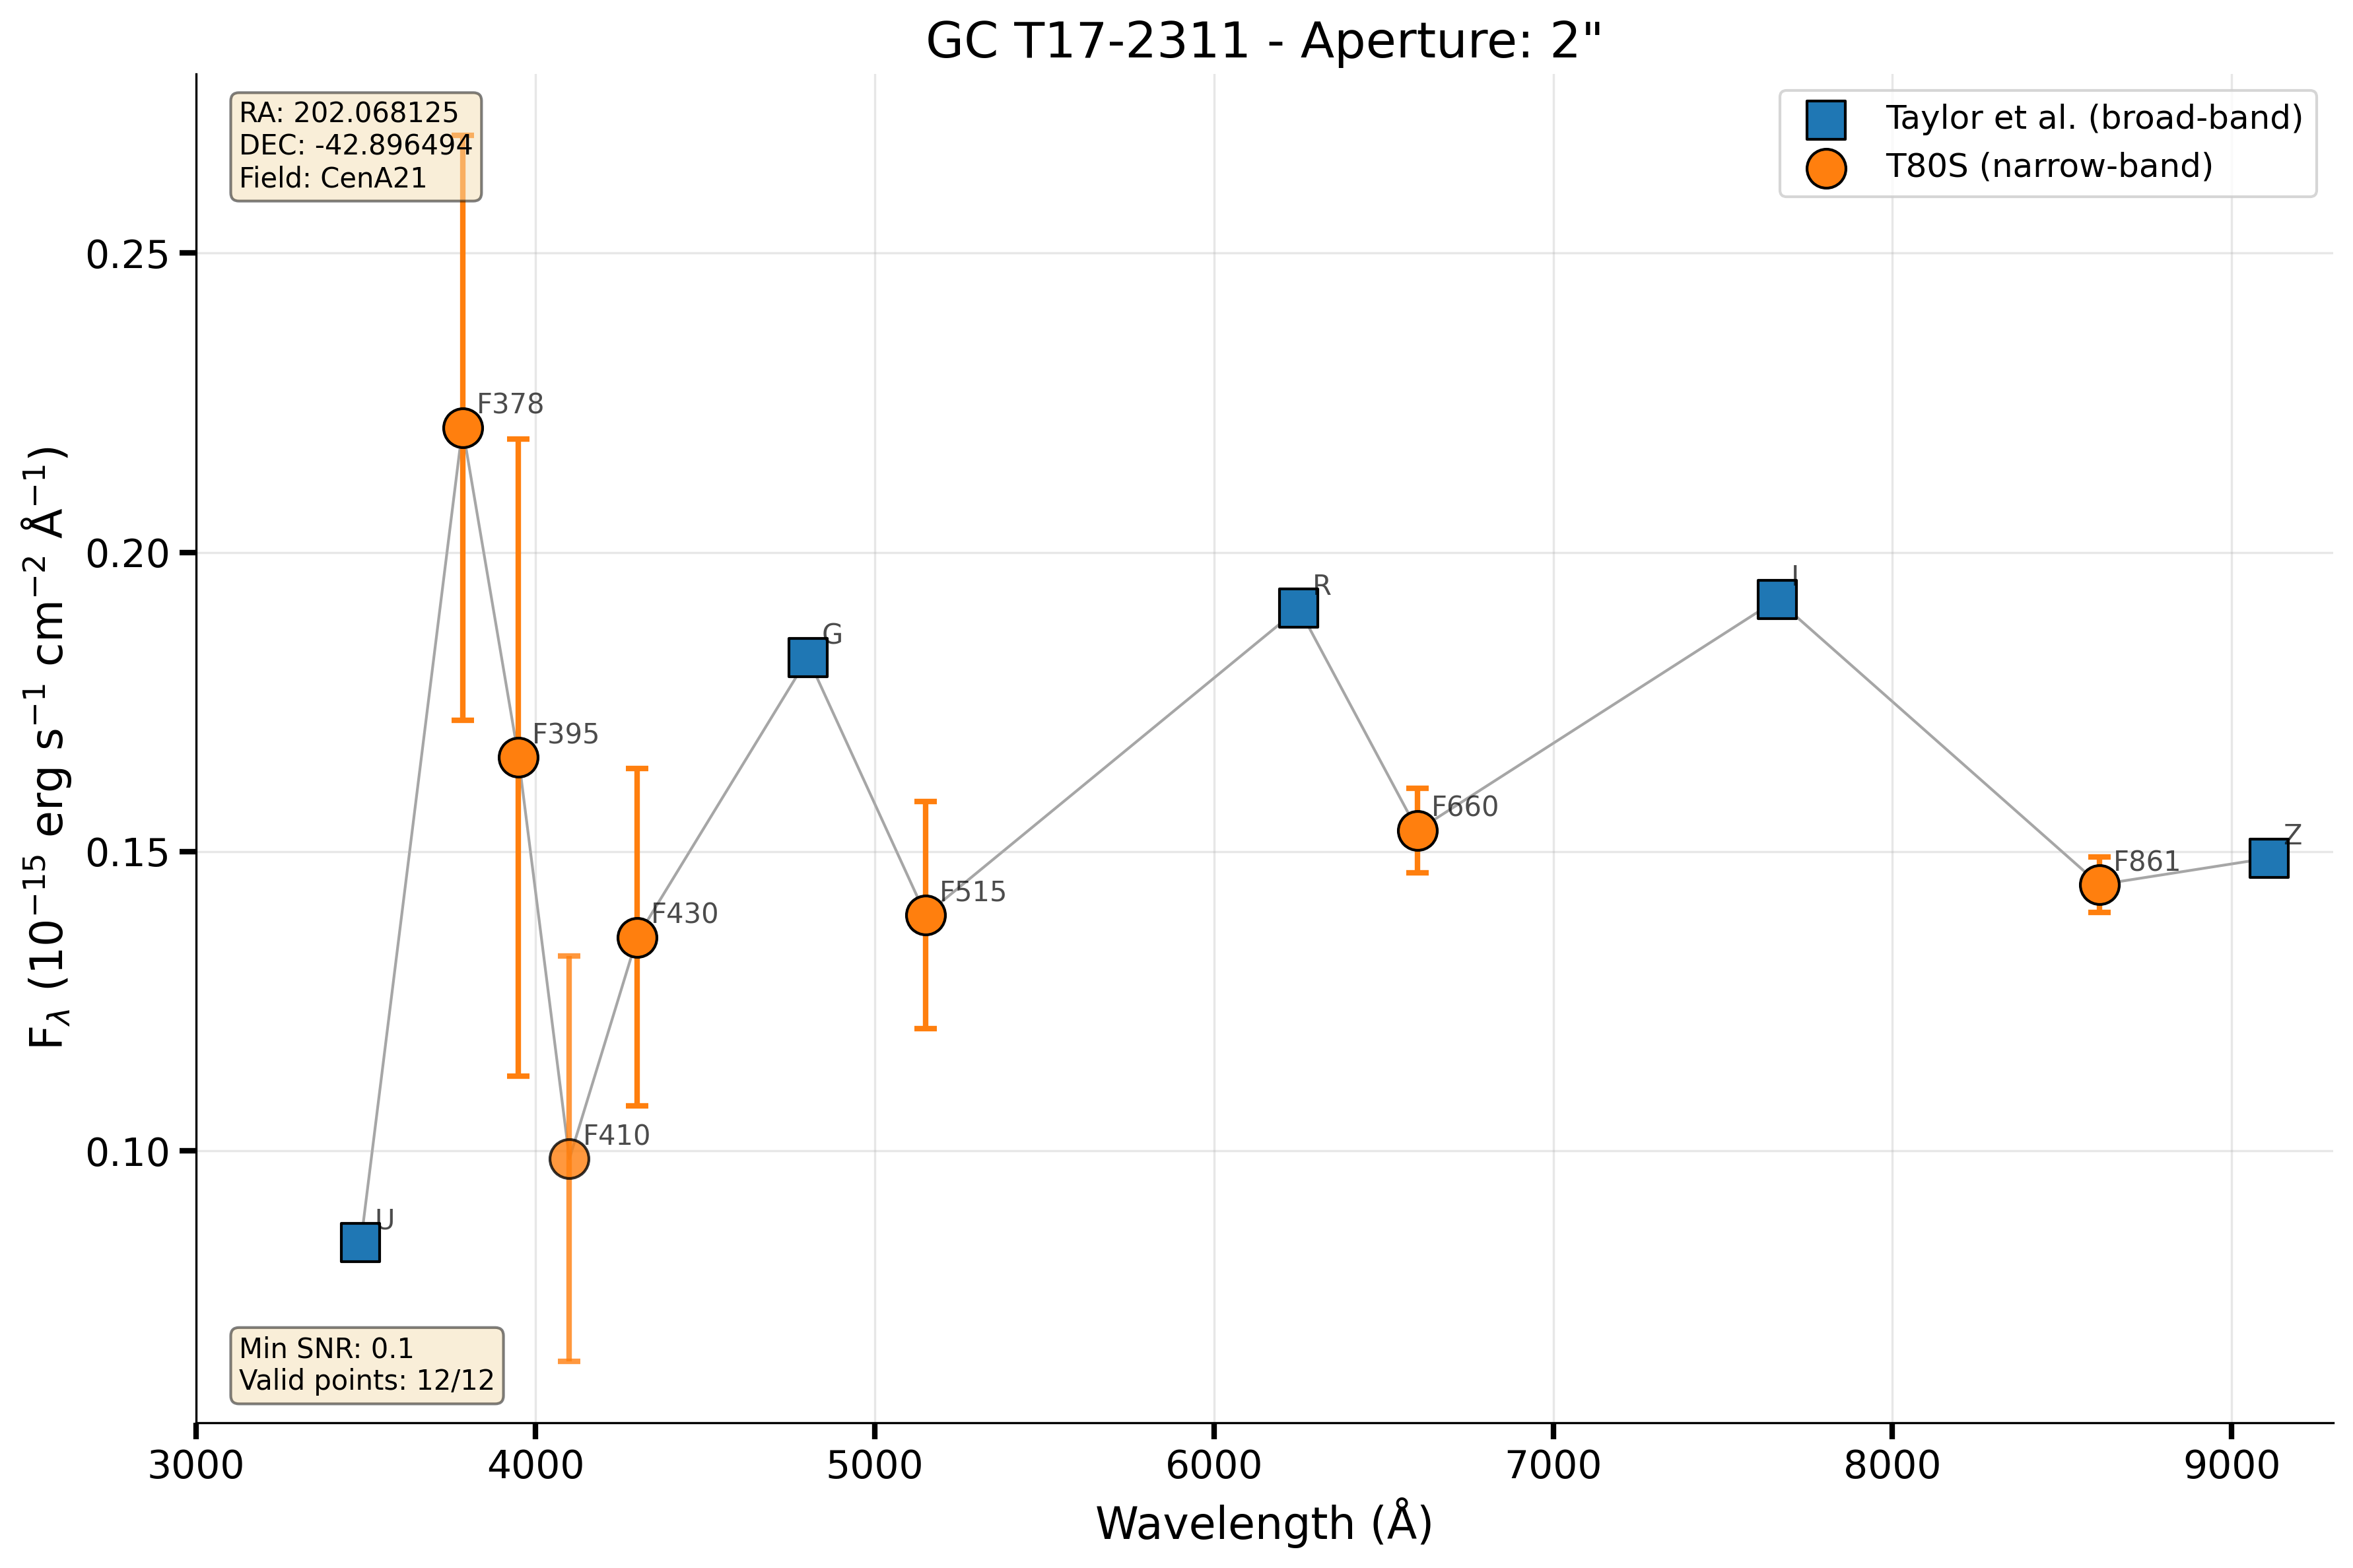 GC T17-2311 - Aperture: 2"
RA: 202.068125
DEC: -42.896494
Field: CenA21
Taylor et al. (broad-band)
T80S (narrow-band)
F_λ (10⁻¹⁵ erg s⁻¹ cm⁻² Å⁻¹)
0.25
0.20
0.15
0.10
U
F378
F395
F410
F430
G
F515
R
F660
I
F861
Z
Min SNR: 0.1
Valid points: 12/12
3000 4000 5000 6000 7000 8000 9000
Wavelength (Å)